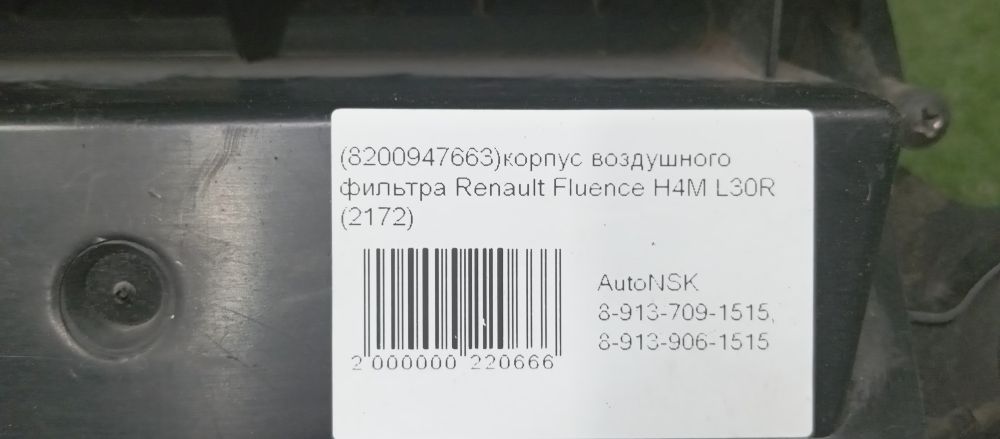 (8200947663)корпус воздушного
фильтра Renault Fluence H4M L30R
(2172)
AutoNSK
8-913-709-1515,
8-913-906-1515
2 000000 220666